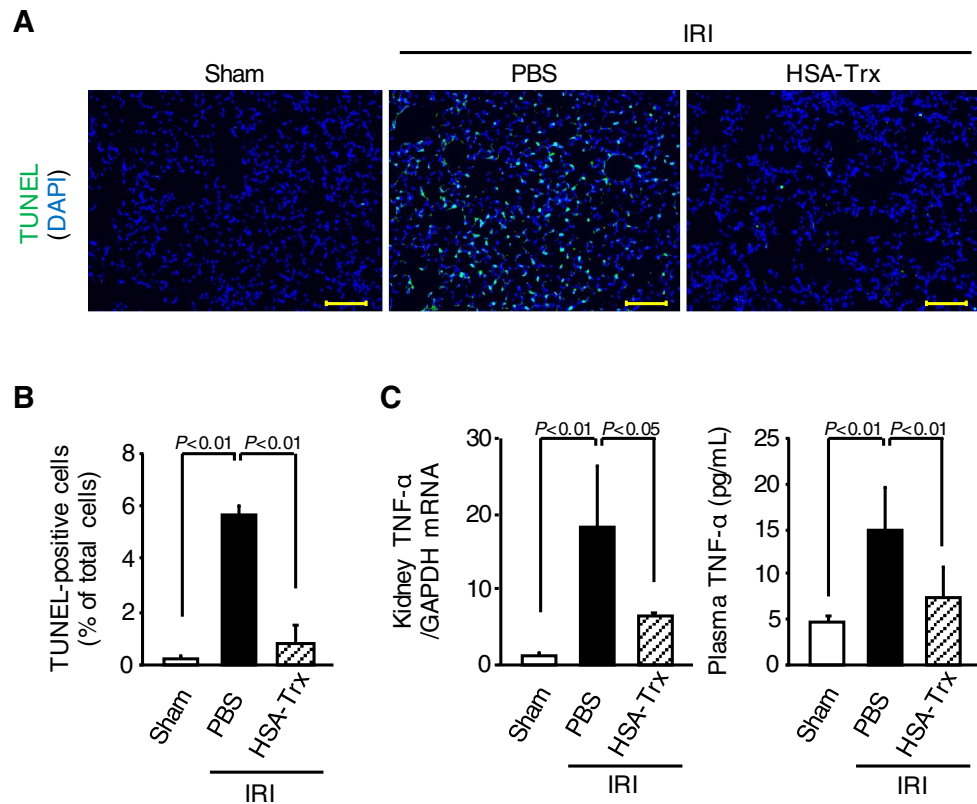 A
IRI
Sham
PBS
HSA-Trx
TUNEL
(DAPI)
B
TUNEL-positive cells
(% of total cells)
8
6
4
2
0
P<0.01
P<0.01
Sham
PBS
HSA-Trx
IRI
C
Kidney TNF-α
/GAPDH mRNA
30
20
10
0
P<0.01
P<0.05
Sham
PBS
HSA-Trx
IRI
Plasma TNF-α (pg/mL)
25
20
15
10
5
0
P<0.01
P<0.01
Sham
PBS
HSA-Trx
IRI